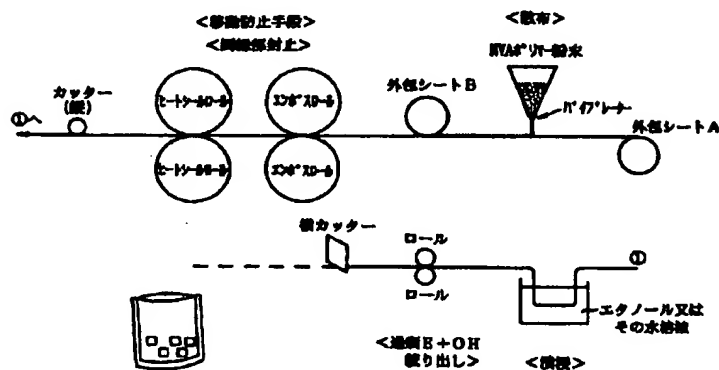 <移動防止手段>
<周縁部封止>
<散布>
NVAポリマー粉末
カッター
(縦)
①へ
ヒートシールロール
エンボスロール
外包シートB
バイブレーター
外包シートA
ヒートシールロール
エンボスロール
横カッター
ロール
ロール
①
エタノール又は
その水溶液
<過剰E+OH
絞り出し>
<浸漬>